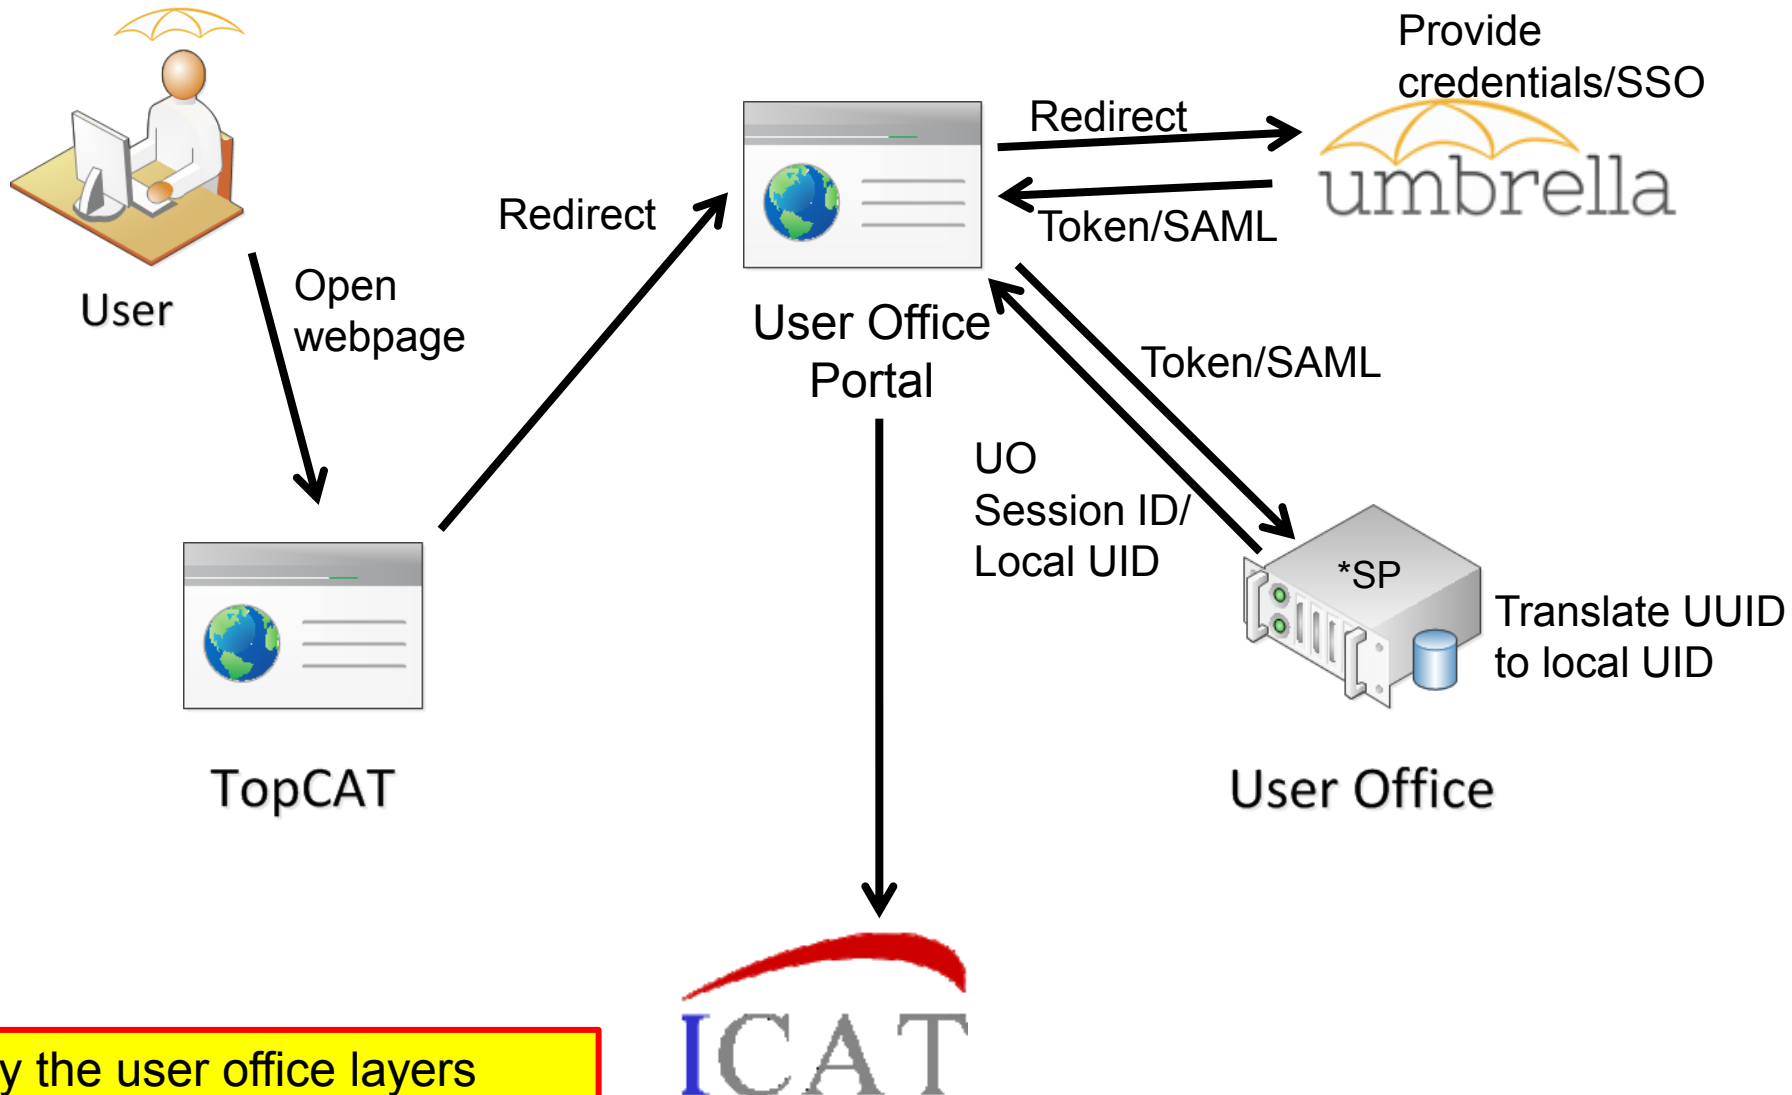 Provide
credentials/SSO
Redirect
umbrella
Token/SAML
Redirect
User
Open
webpage
User Office
Portal
Token/SAML
UO
Session ID/
Local UID
*SP
Translate UUID
to local UID
TopCAT
User Office
ICAT
y the user office layers